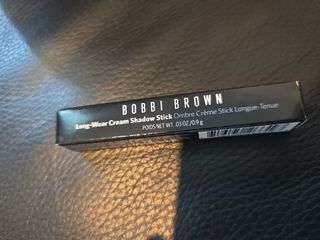 BOBBI BROWN
Long-Wear Cream Shadow Stick Ombre Crème Stick Longue-Tenue
POIDS NET WT. .03 OZ/0.9 g